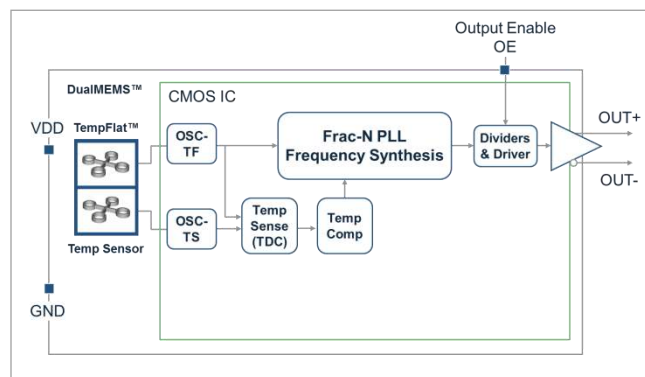 Output Enable
OE
DualMEMS™
CMOS IC
VDD
TempFlat™
OSC-
TF
Frac-N PLL
Frequency Synthesis
Dividers
& Driver
OUT+
OUT-
OSC-
TS
Temp
Sense
(TDC)
Temp
Comp
Temp Sensor
GND